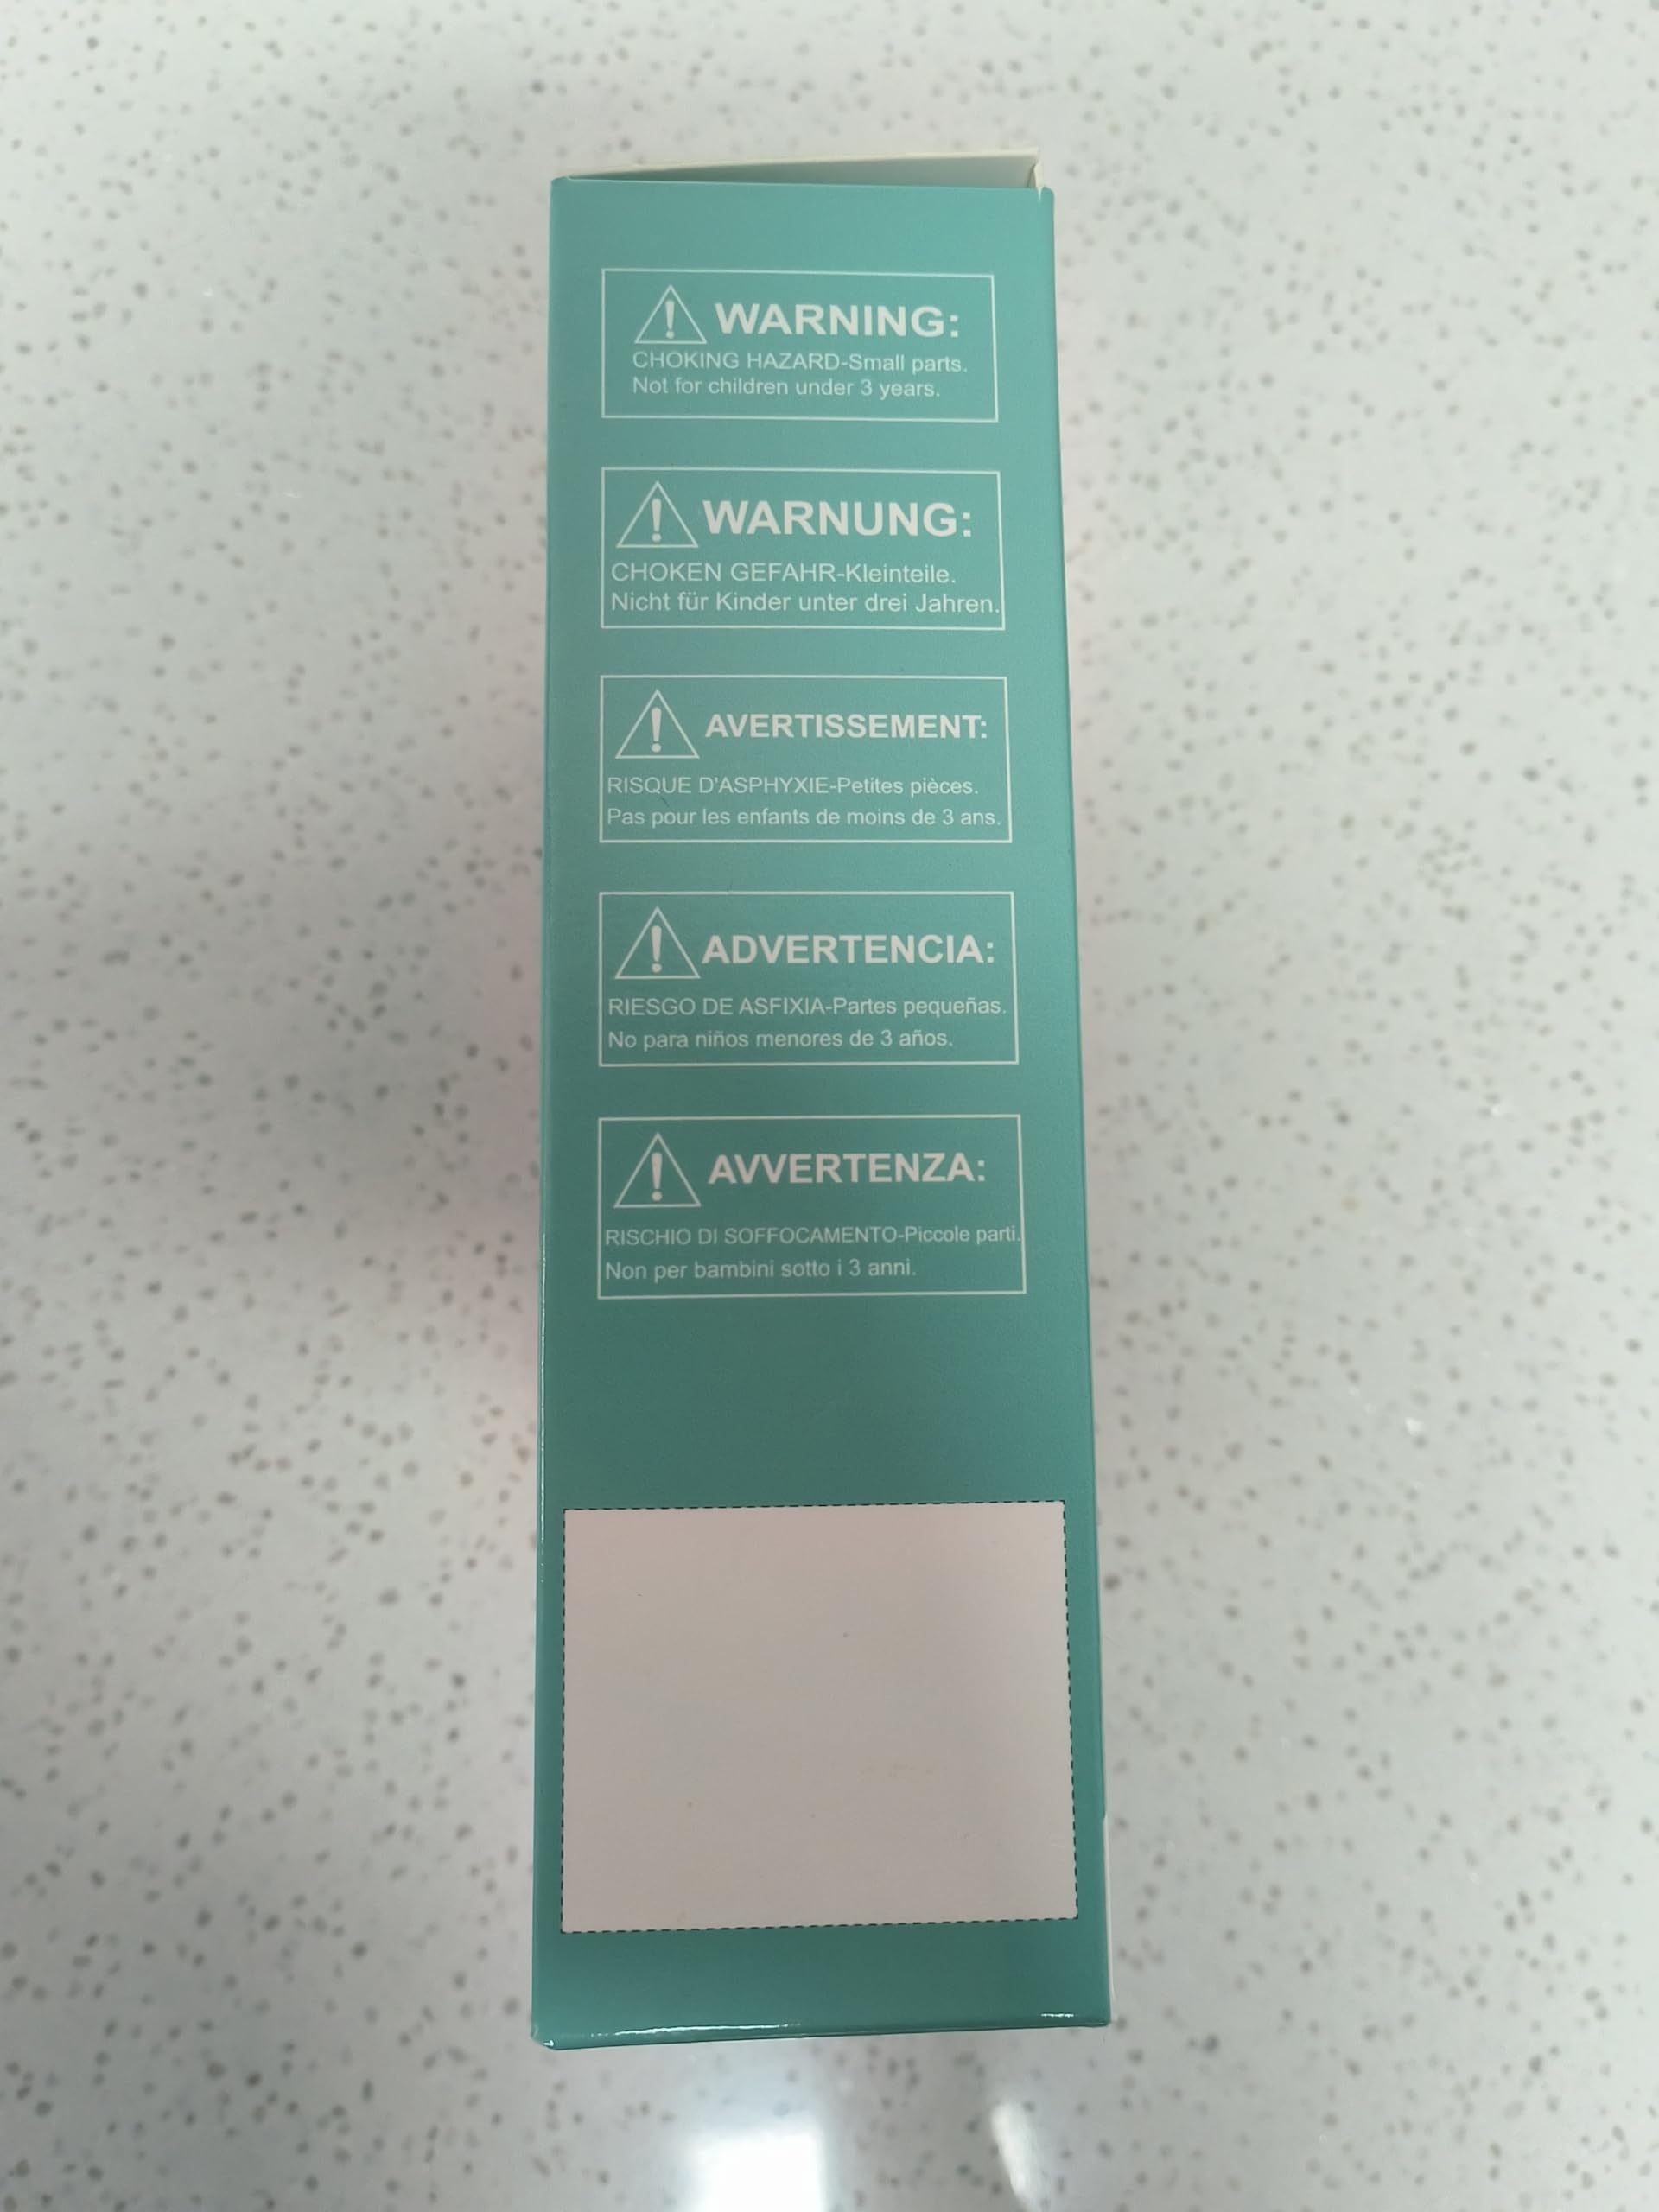 WARNING:
CHOKING HAZARD-Small parts.
Not for children under 3 years.
WARNUNG:
CHOKEN GEFAHR-Kleinteile.
Nicht für Kinder unter drei Jahren.
AVERTISSEMENT:
RISQUE D'ASPHYXIE-Petites pièces.
Pas pour les enfants de moins de 3 ans.
ADVERTENCIA:
RIESGO DE ASFIXIA-Partes pequeñas.
No para niños menores de 3 años.
AVVERTENZA:
RISCHIO DI SOFFOCAMENTO-Piccole parti.
Non per bambini sotto i 3 anni.